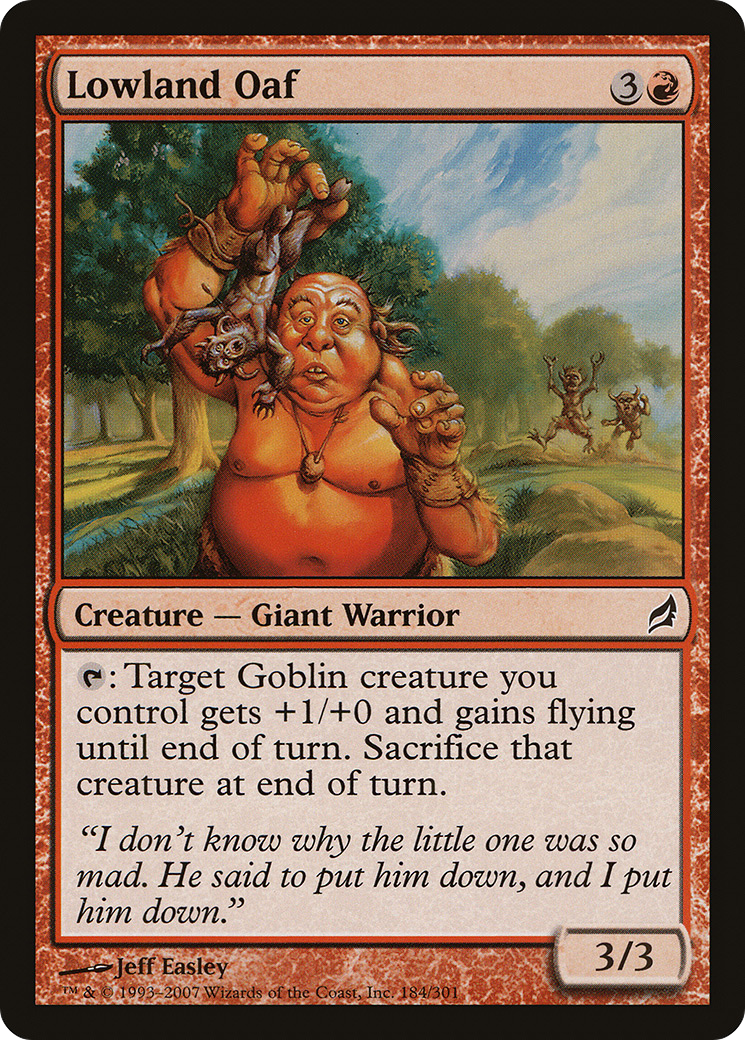 Lowland Oaf
3
Creature — Giant Warrior
: Target Goblin creature you
control gets +1/+0 and gains flying
until end of turn. Sacrifice that
creature at end of turn.
“I don’t know why the little one was so
mad. He said to put him down, and I put
him down.”
3/3
Jeff Easley
™ & © 1993–2007 Wizards of the Coast, Inc. 184/301